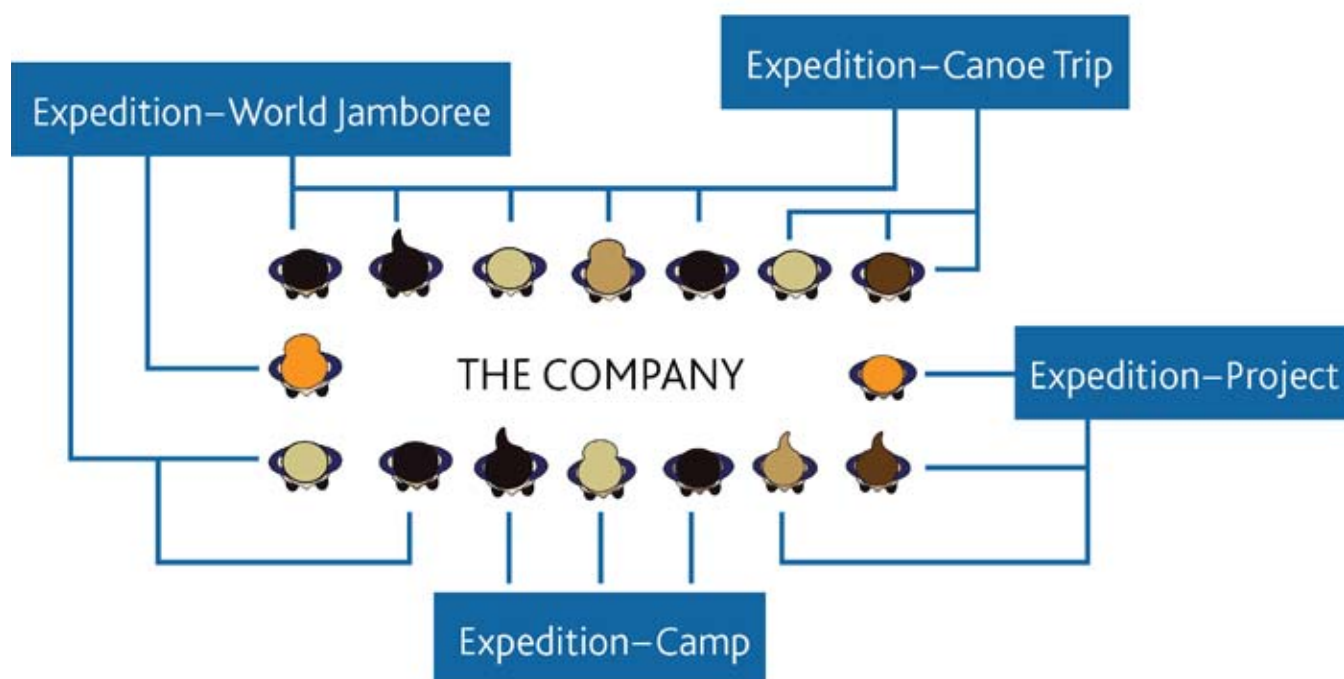 Expedition–Canoe Trip
Expedition–World Jamboree
THE COMPANY
Expedition–Project
Expedition–Camp